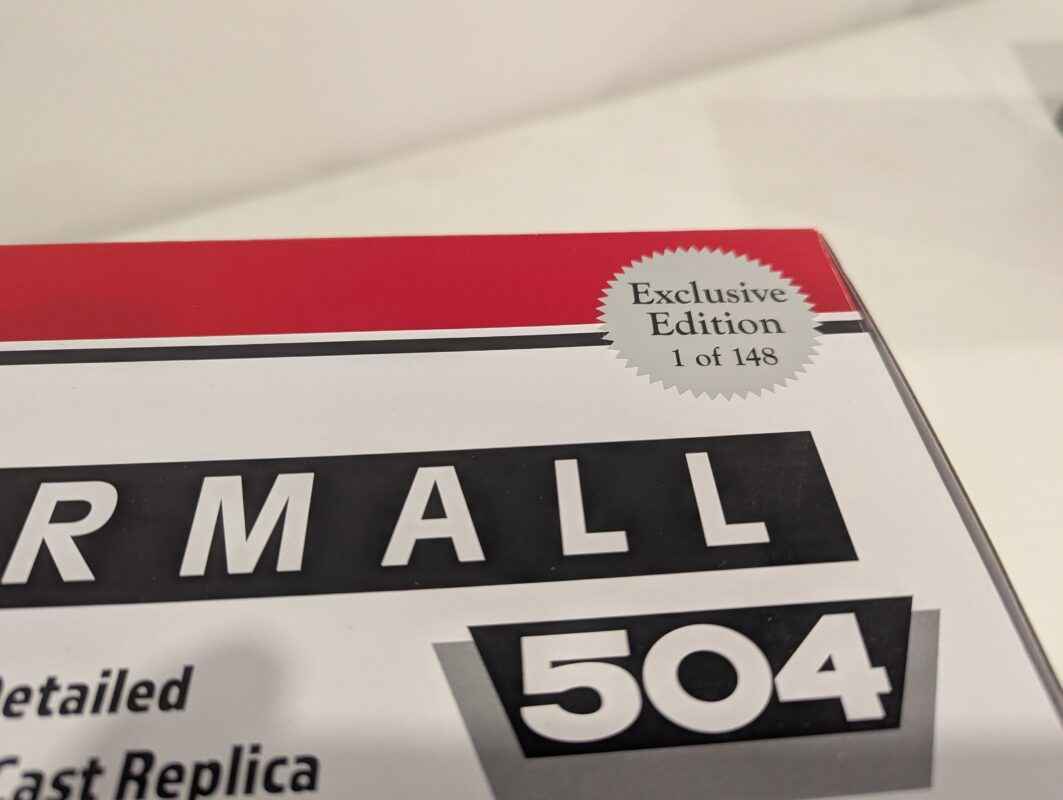 Exclusive
Edition
1 of 148
RMALL
504
etailed
Cast Replica